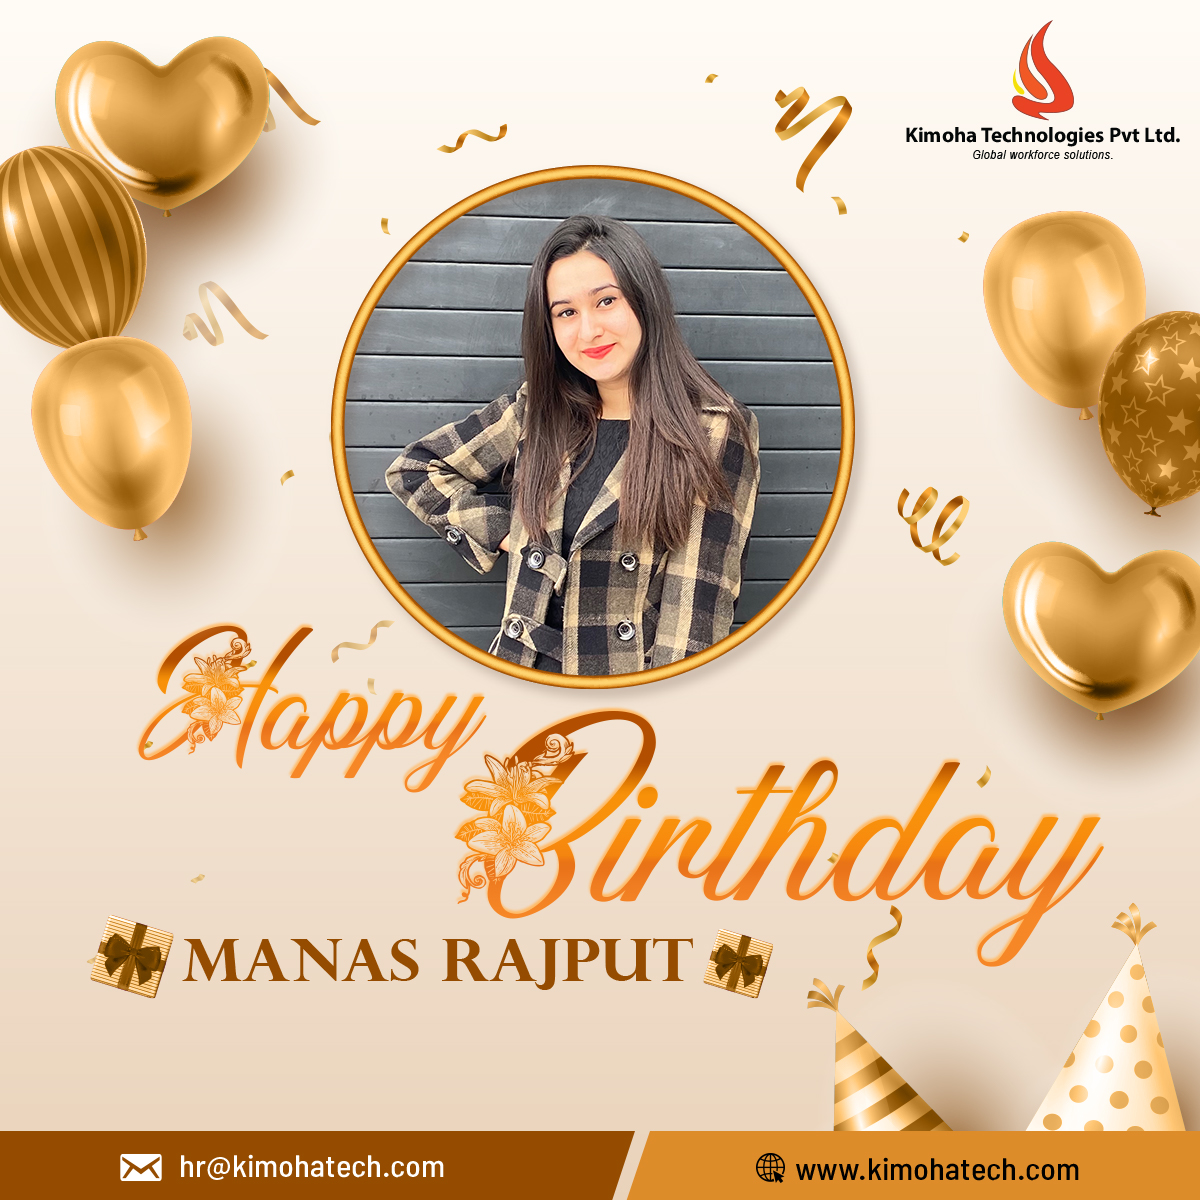 Kimoha Technologies Pvt Ltd.
Global workforce solutions.
Happy
Birthday
MANAS RAJPUT
hr@kimohatech.com
www.kimohatech.com